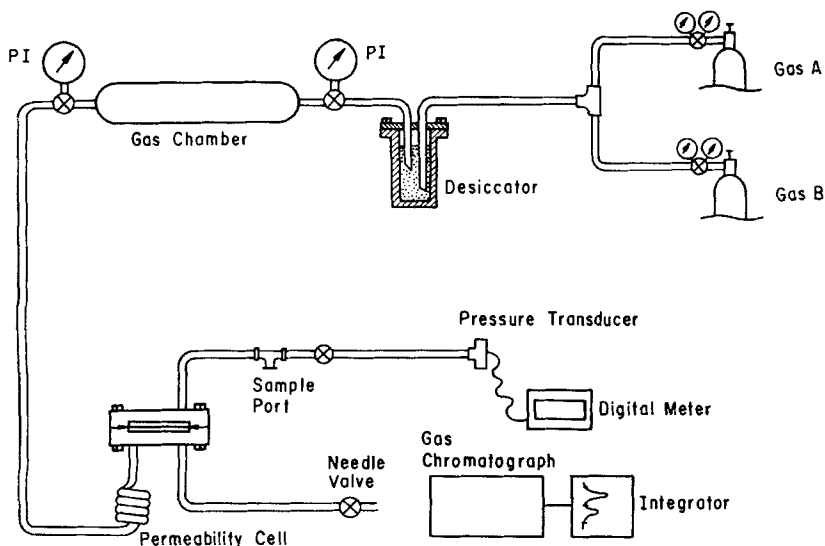 PI
PI
Gas A
Gas Chamber
Desiccator
Gas B
Pressure Transducer
Sample
Port
Digital Meter
Gas
Chromatograph
Needle
Valve
Integrator
Permeability Cell